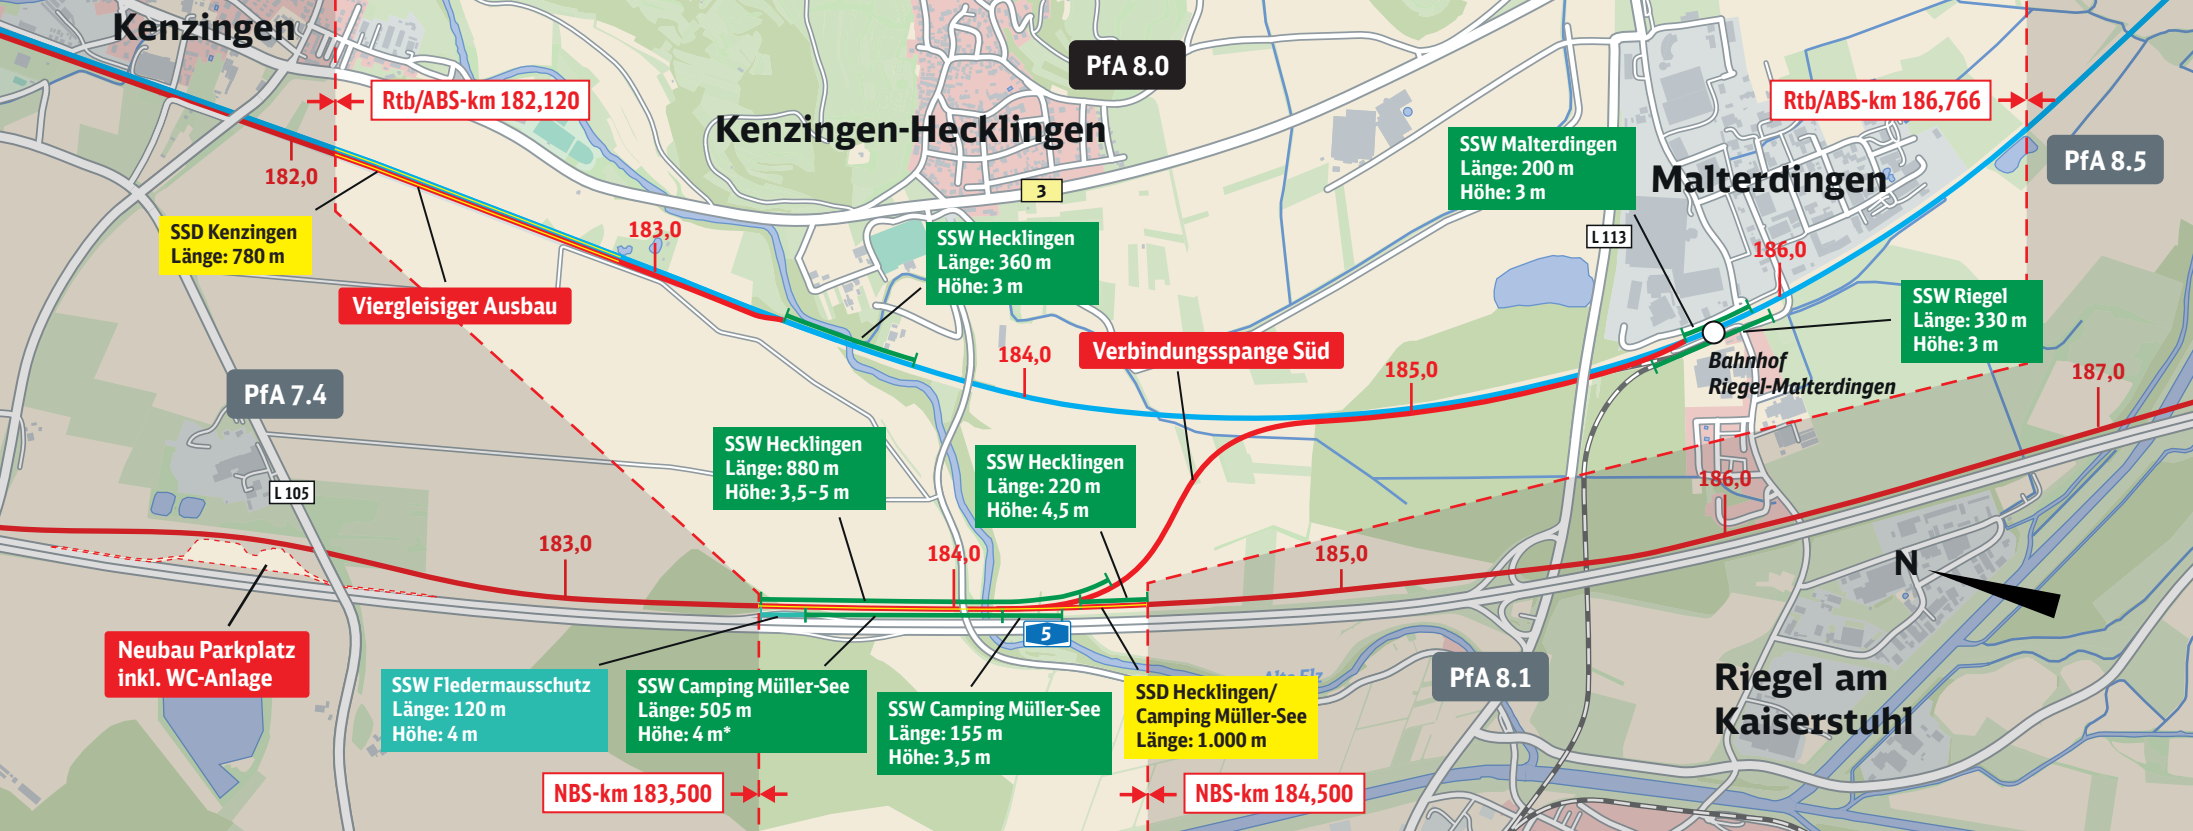 Kenzingen
PfA 8.0
Rtb/ABS-km 182,120
Rtb/ABS-km 186,766
Kenzingen-Hecklingen
SSW Malterdingen
Länge: 200 m
Höhe: 3 m
PfA 8.5
182,0
Malterdingen
3
SSD Kenzingen
Länge: 780 m
183,0
SSW Hecklingen
Länge: 360 m
Höhe: 3 m
L 113
186,0
Viergleisiger Ausbau
SSW Riegel
Länge: 330 m
Höhe: 3 m
184,0
Verbindungsspange Süd
185,0
Bahnhof
Riegel-Malterdingen
187,0
PfA 7.4
SSW Hecklingen
Länge: 880 m
Höhe: 3,5-5 m
SSW Hecklingen
Länge: 220 m
Höhe: 4,5 m
L 105
186,0
183,0
184,0
185,0
N
5
Neubau Parkplatz
inkl. WC-Anlage
SSW Fledermausschutz
Länge: 120 m
Höhe: 4 m
SSW Camping Müller-See
Länge: 505 m
Höhe: 4 m*
SSW Camping Müller-See
Länge: 155 m
Höhe: 3,5 m
Alte Elz
SSD Hecklingen/
Camping Müller-See
Länge: 1.000 m
PfA 8.1
Riegel am
Kaiserstuhl
NBS-km 183,500
NBS-km 184,500